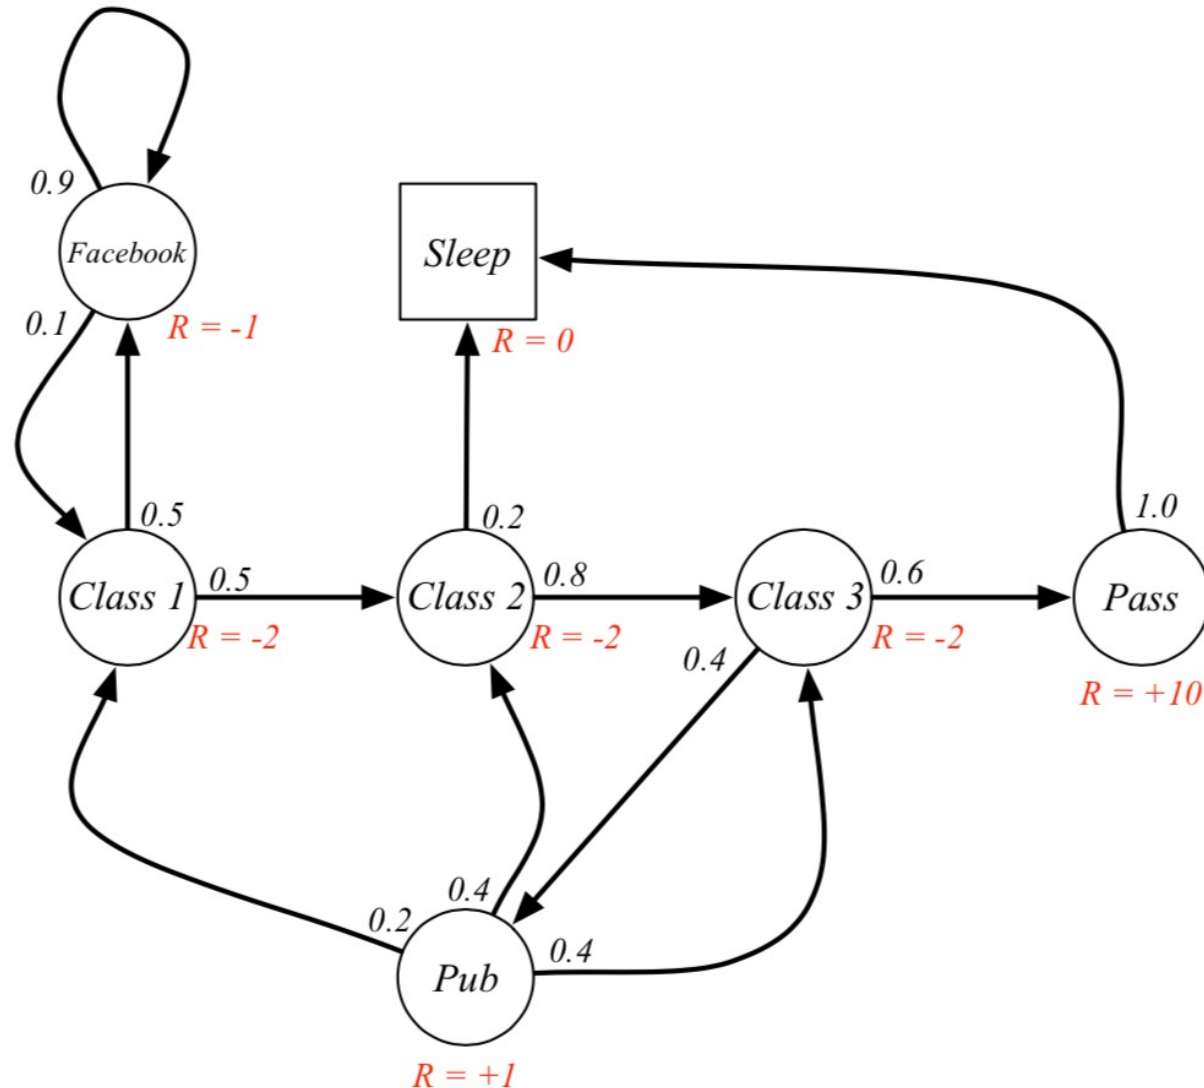 0.9
Facebook
Sleep
0.1
R = -1
R = 0
0.5
0.2
1.0
Class 1
0.5
Class 2
0.8
Class 3
0.6
Pass
R = -2
R = -2
R = -2
0.4
R = +10
0.4
0.2
0.4
Pub
R = +1